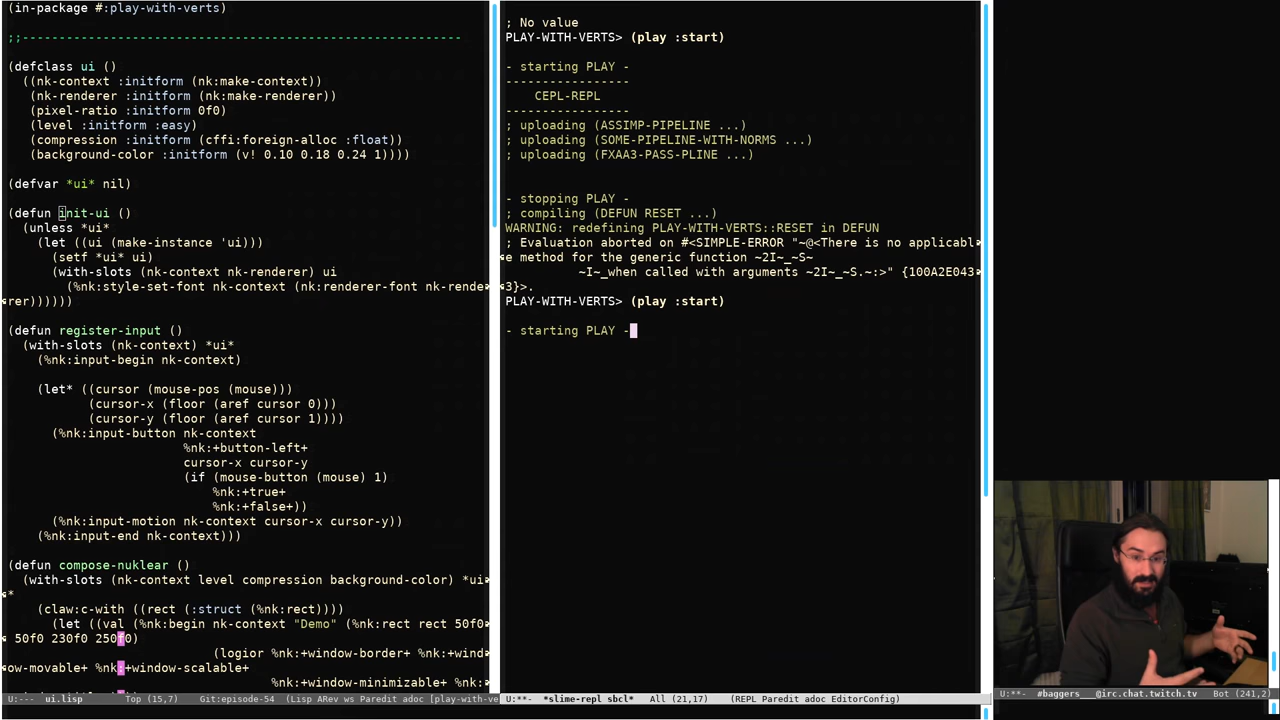 (in-package #:play-with-verts)
;;------------------------------------------------------------
(defclass ui ()
((nk-context :initform (nk:make-context))
(nk-renderer :initform (nk:make-renderer))
(pixel-ratio :initform 0f0)
(level :initform :easy)
(compression :initform (cffi:foreign-alloc :float))
(background-color :initform (v! 0.10 0.18 0.24 1))))
(defvar *ui* nil)
(defun init-ui ()
(unless *ui*
(let ((ui (make-instance 'ui)))
(setf *ui* ui)
(with-slots (nk-context nk-renderer) ui
(%nk:style-set-font nk-context (nk:renderer-font nk-rende
rer))))))
(defun register-input ()
(with-slots (nk-context) *ui*
(%nk:input-begin nk-context)
(let* ((cursor (mouse-pos (mouse)))
(cursor-x (floor (aref cursor 0)))
(cursor-y (floor (aref cursor 1))))
(%nk:input-button nk-context
%nk:+button-left+
cursor-x cursor-y
(if (mouse-button (mouse) 1)
%nk:+true+
%nk:+false+))
(%nk:input-motion nk-context cursor-x cursor-y))
(%nk:input-end nk-context)))
(defun compose-nuklear ()
(with-slots (nk-context level compression background-color) *ui
*
(claw:c-with ((rect (:struct (%nk:rect))))
(let ((val (%nk:begin nk-context "Demo" (%nk:rect rect 50f0
50f0 230f0 250f0)
(logior %nk:+window-border+ %nk:+wind
ow-movable+ %nk:+window-scalable+
%nk:+window-minimizable+ %nk:+
U:--- ui.lisp Top (15,7) Git:episode-54 (Lisp ARev ws Paredit adoc [play-with-ve
; No value
PLAY-WITH-VERTS> (play :start)
- starting PLAY -
-----------------
CEPL-REPL
-----------------
; uploading (ASSIMP-PIPELINE ...)
; uploading (SOME-PIPELINE-WITH-NORMS ...)
; uploading (FXAA3-PASS-PLINE ...)
- stopping PLAY -
; compiling (DEFUN RESET ...)
WARNING: redefining PLAY-WITH-VERTS::RESET in DEFUN
; Evaluation aborted on #<SIMPLE-ERROR "~@<There is no applicabl
e method for the generic function ~2I~_~S~
~I~_when called with arguments ~2I~_~S.~:>" {100A2E043
3}>.
PLAY-WITH-VERTS> (play :start)
- starting PLAY -
U:**- *slime-repl sbcl* All (21,17) (REPL Paredit adoc EditorConfig)
U:**- #baggers___@irc.chat.twitch.tv Bot (241,2)